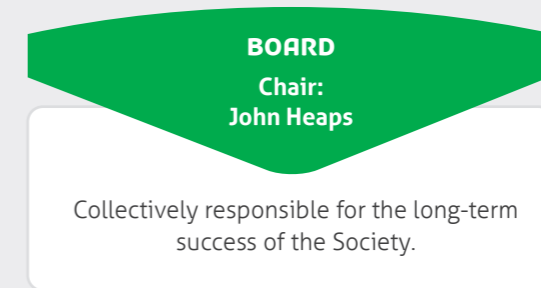 BOARD
Chair:
John Heaps
Collectively responsible for the long-term
success of the Society.